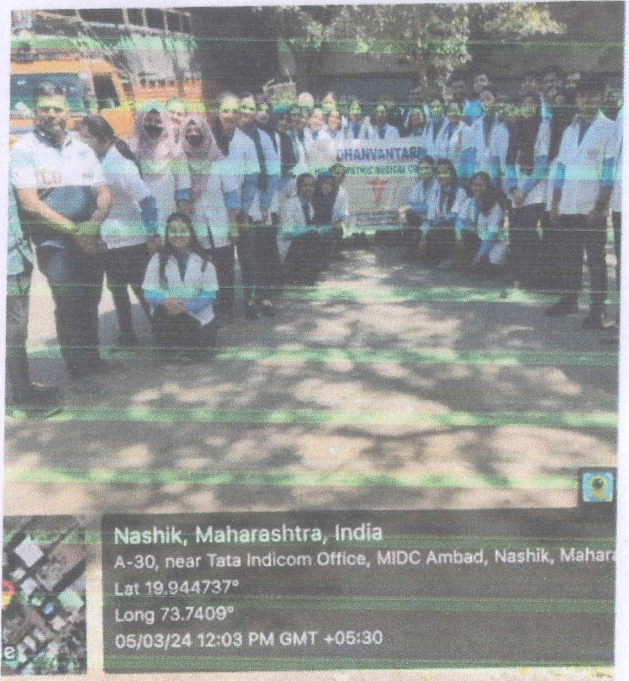 DHANVANTARI
Nashik, Maharashtra, India
A-30, near Tata Indicom Office, MIDC Ambad, Nashik, Mahara
Lat 19.944737°
Long 73.7409°
05/03/24 12:03 PM GMT +05:30